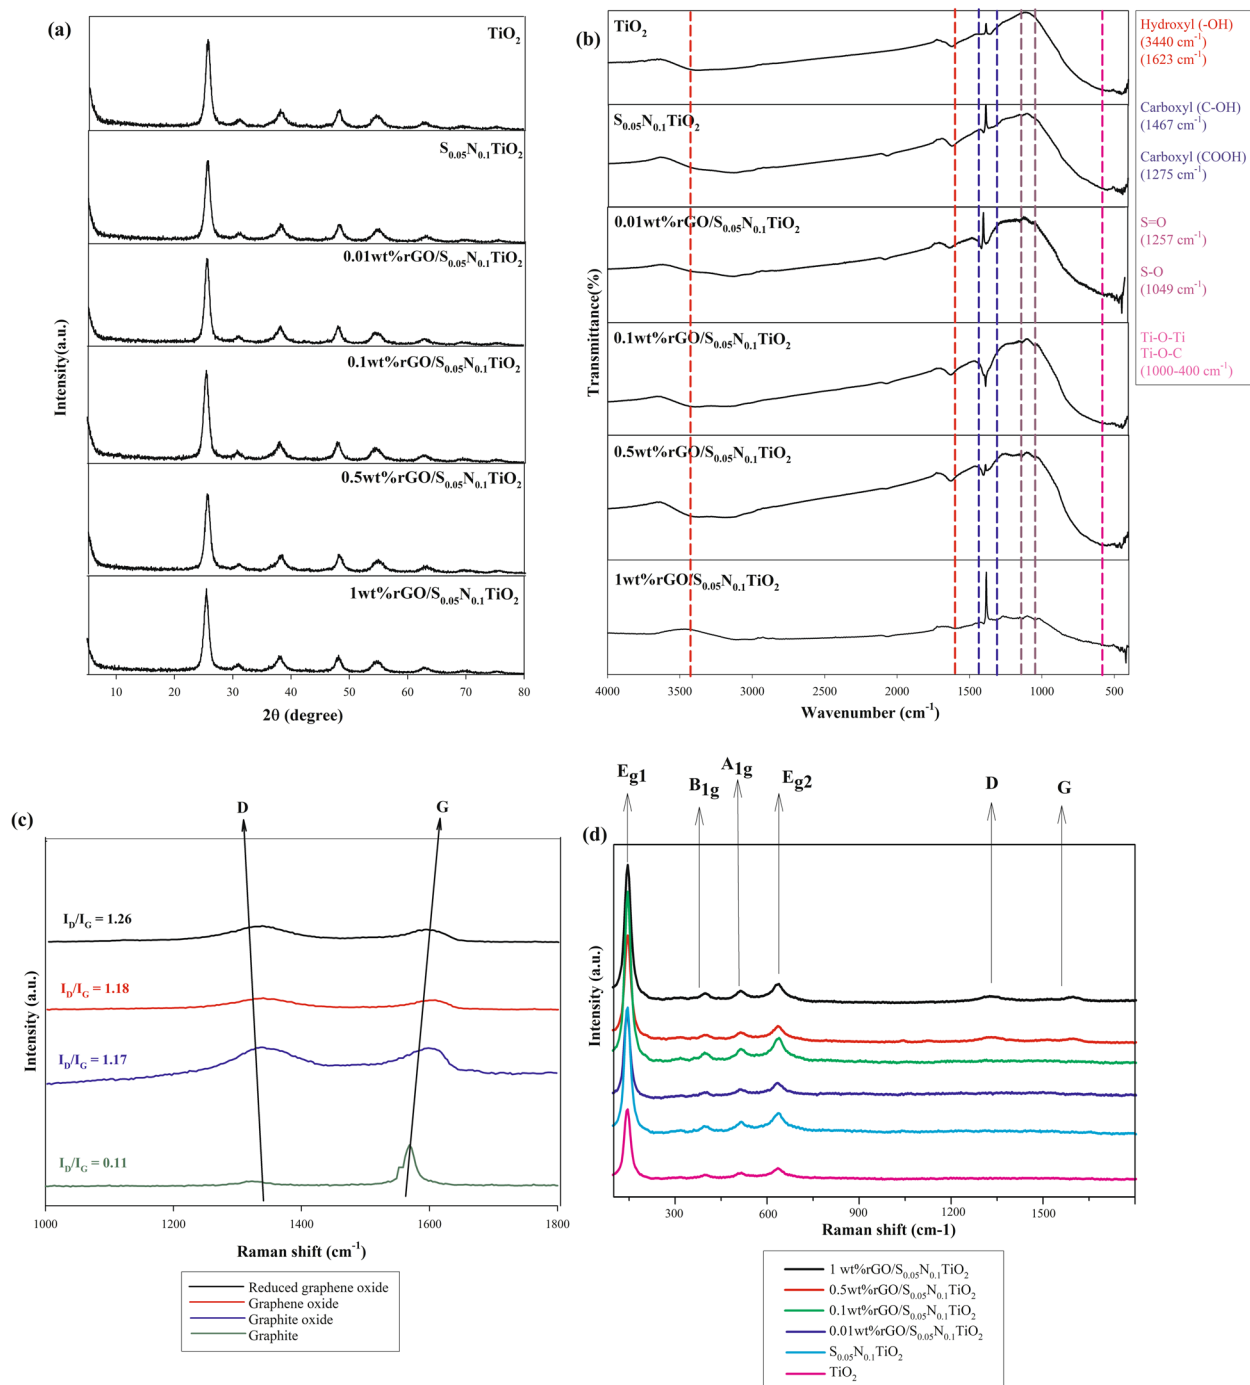 (a)
TiO2
S0.05N0.1TiO2
0.01wt%rGO/S0.05N0.1TiO2
0.1wt%rGO/S0.05N0.1TiO2
0.5wt%rGO/S0.05N0.1TiO2
1wt%rGO/S0.05N0.1TiO2
Intensity(a.u.)
10 20 30 40 50 60 70 80
2θ (degree)
(b)
TiO2
S0.05N0.1TiO2
0.01wt%rGO/S0.05N0.1TiO2
0.1wt%rGO/S0.05N0.1TiO2
0.5wt%rGO/S0.05N0.1TiO2
1wt%rGO/S0.05N0.1TiO2
Transmittance(%)
4000 3500 3000 2500 2000 1500 1000 500
Wavenumber (cm-1)
Hydroxyl (-OH)
(3440 cm-1)
(1623 cm-1)
Carboxyl (C-OH)
(1467 cm-1)
Carboxyl (COOH)
(1275 cm-1)
S=O
(1257 cm-1)
S-O
(1049 cm-1)
Ti-O-Ti
Ti-O-C
(1000-400 cm-1)
(c)
D G
ID/IG = 1.26
ID/IG = 1.18
ID/IG = 1.17
ID/IG = 0.11
Intensity (a.u.)
1000 1200 1400 1600 1800
Raman shift (cm-1)
Reduced graphene oxide
Graphene oxide
Graphite oxide
Graphite
(d)
Eg1 B1g A1g Eg2 D G
Intensity (a.u.)
300 600 900 1200 1500
Raman shift (cm-1)
1 wt%rGO/S0.05N0.1TiO2
0.5wt%rGO/S0.05N0.1TiO2
0.1wt%rGO/S0.05N0.1TiO2
0.01wt%rGO/S0.05N0.1TiO2
S0.05N0.1TiO2
TiO2